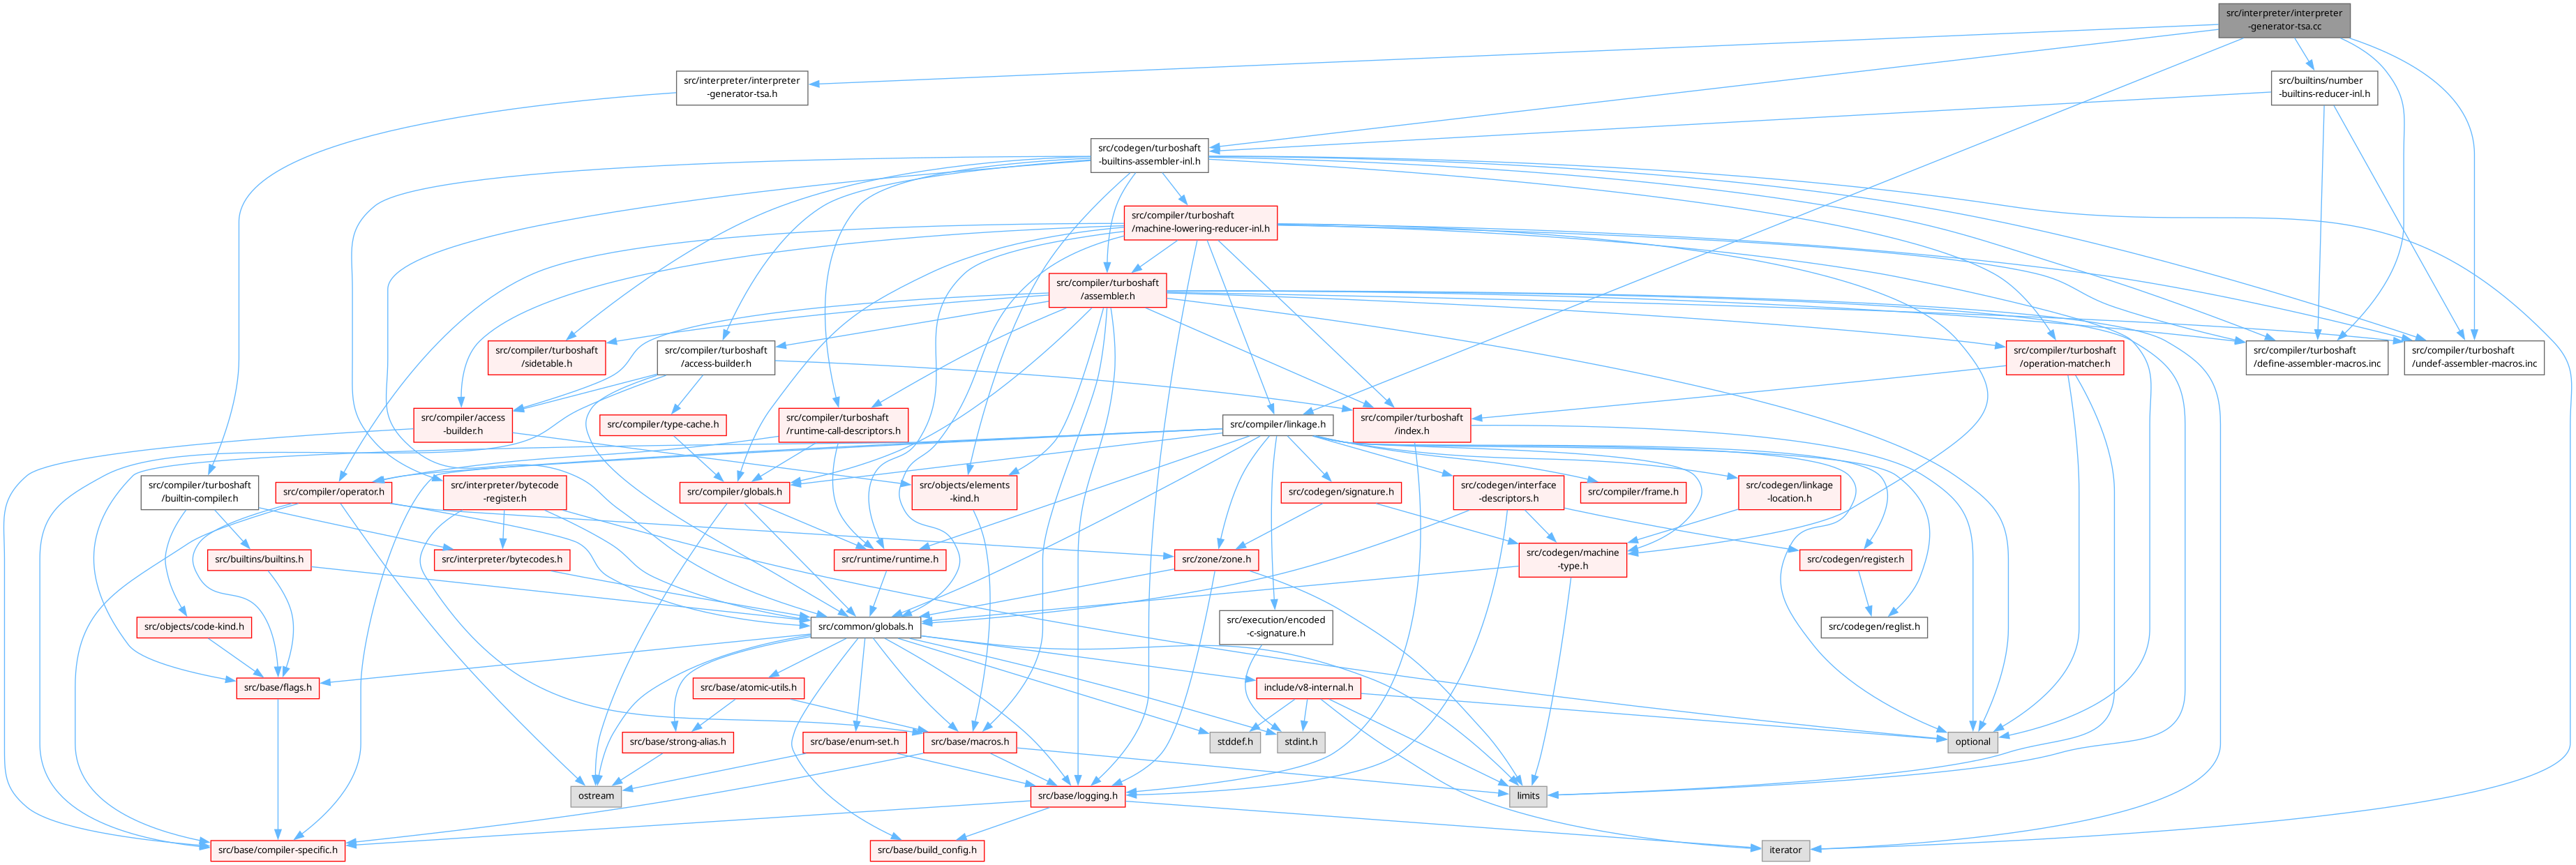 src/interpreter/interpreter
-generator-tsa.cc
src/interpreter/interpreter
-generator-tsa.h
src/builtins/number
-builtins-reducer-inl.h
src/codegen/turboshaft
-builtins-assembler-inl.h
src/compiler/turboshaft
/machine-lowering-reducer-inl.h
src/compiler/turboshaft
/assembler.h
src/compiler/turboshaft
/sidetable.h
src/compiler/turboshaft
/access-builder.h
src/compiler/turboshaft
/operation-matcher.h
src/compiler/turboshaft
/define-assembler-macros.inc
src/compiler/turboshaft
/undef-assembler-macros.inc
src/compiler/access
-builder.h
src/compiler/type-cache.h
src/compiler/turboshaft
/runtime-call-descriptors.h
src/compiler/linkage.h
src/compiler/turboshaft
/index.h
src/compiler/turboshaft
/builtin-compiler.h
src/compiler/operator.h
src/interpreter/bytecode
-register.h
src/compiler/globals.h
src/objects/elements
-kind.h
src/codegen/signature.h
src/codegen/interface
-descriptors.h
src/compiler/frame.h
src/codegen/linkage
-location.h
src/builtins/builtins.h
src/interpreter/bytecodes.h
src/runtime/runtime.h
src/zone/zone.h
src/codegen/machine
-type.h
src/codegen/register.h
src/objects/code-kind.h
src/common/globals.h
src/execution/encoded
-c-signature.h
src/codegen/reglist.h
src/base/flags.h
src/base/atomic-utils.h
include/v8-internal.h
src/base/strong-alias.h
src/base/enum-set.h
src/base/macros.h
stddef.h
stdint.h
optional
ostream
src/base/logging.h
limits
src/base/compiler-specific.h
src/base/build_config.h
iterator